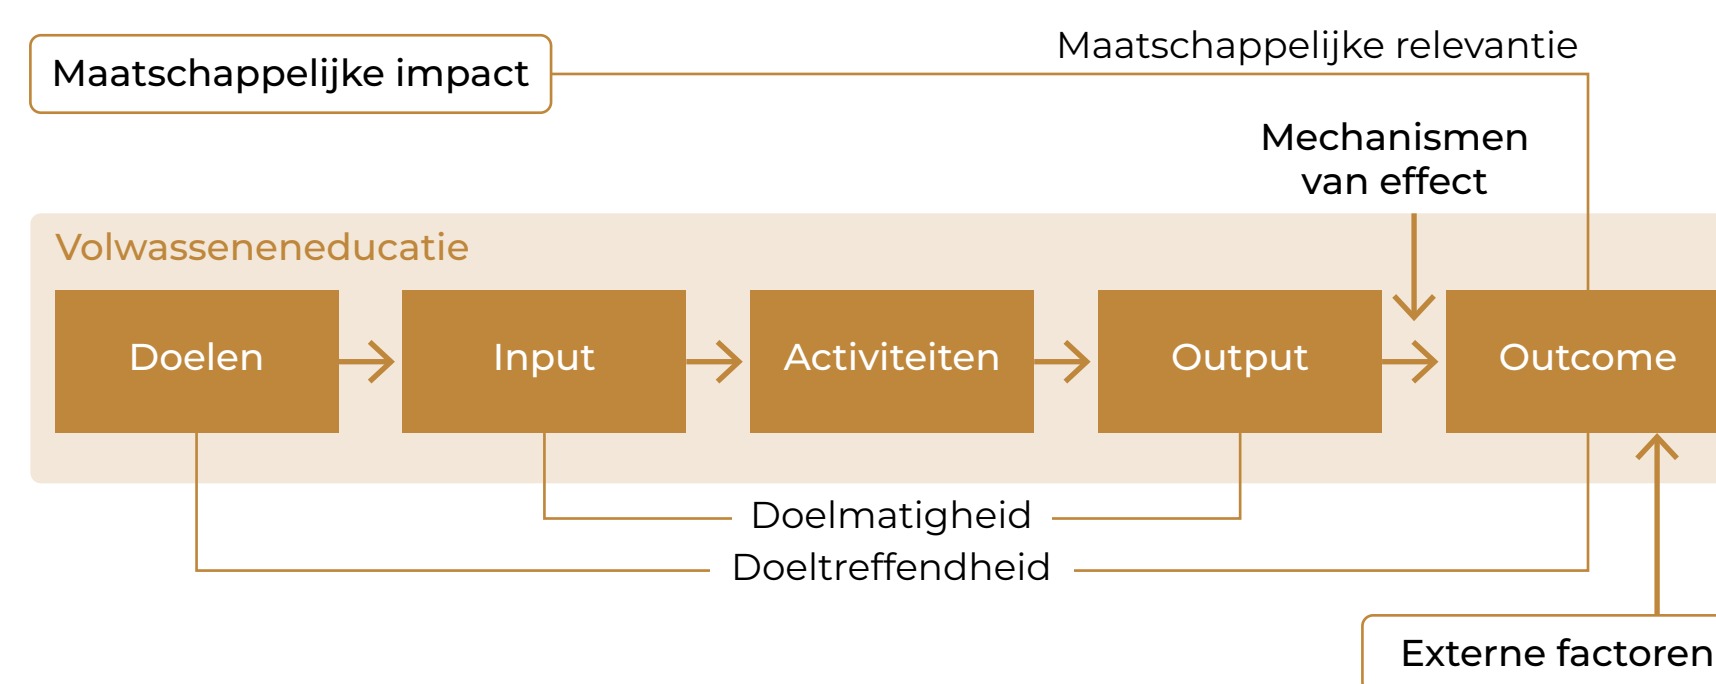 Maatschappelijke relevantie
Maatschappelijke impact
Mechanismen
van effect
Volwasseneneducatie
Doelen
Input
Activiteiten
Output
Outcome
Doelmatigheid
Doeltreffendheid
Externe factoren